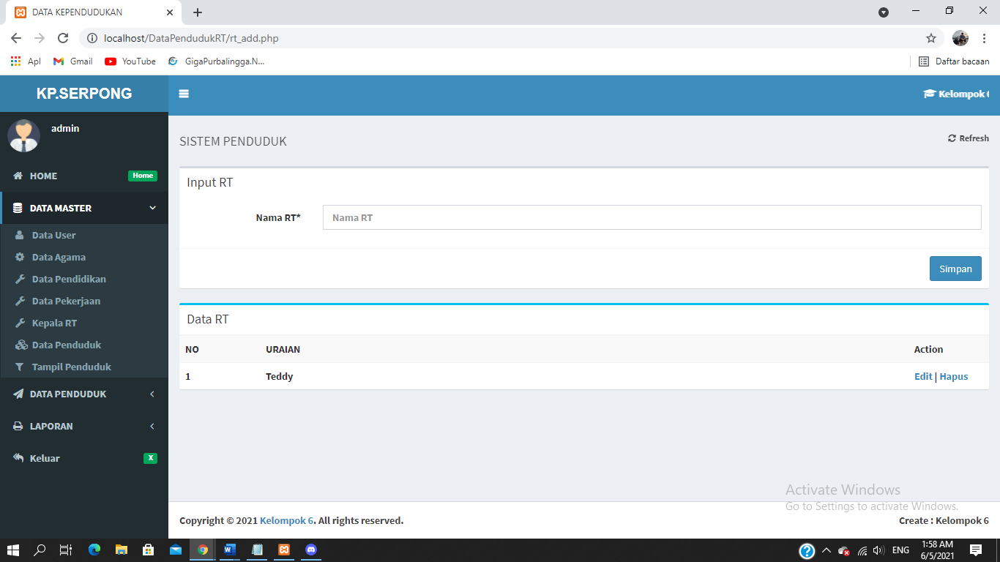 DATA KEPENDUDUKAN
localhost/DataPendudukRT/rt_add.php
Apl Gmail YouTube GigaPurbalingga.N... Daftar bacaan
KP.SERPONG Kelompok 6
admin
SISTEM PENDUDUK Refresh
HOME Home
Input RT
DATA MASTER
Nama RT* Nama RT
Data User
Data Agama
Simpan
Data Pendidikan
Data Pekerjaan
Kepala RT
Data Penduduk
Tampil Penduduk
Data RT
NO URAIAN Action
1 Teddy Edit | Hapus
DATA PENDUDUK
LAPORAN
Keluar X
Activate Windows
Go to Settings to activate Windows.
Copyright © 2021 Kelompok 6. All rights reserved. Create : Kelompok 6
ENG 1:58 AM
6/5/2021